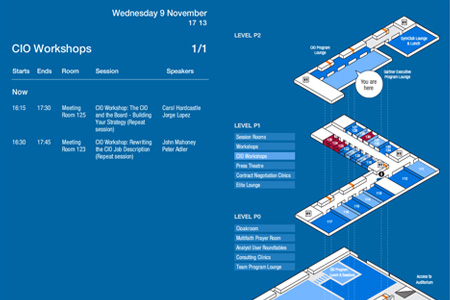 Wednesday 9 November
17 13
CIO Workshops 1/1
Starts Ends Room Session Speakers
Now
16:15 17:30 Meeting Room 125 CIO Workshop: The CIO and the Board - Building Your Strategy (Repeat session) Carol Hardcastle Jorge Lopez
16:30 17:45 Meeting Room 123 CIO Workshop: Rewriting the CIO Job Description (Repeat session) John Mahoney Peter Adler
LEVEL P2
CIO Program
Lounge
SymClub Lounge
& Lunch
You are
here
Gartner Executive
Program Lounge
LEVEL P1
Session Rooms
Workshops
CIO Workshops
Press Theatre
Contract Negotiation Clinics
Elite Lounge
LEVEL P0
Cloakroom
Multifaith Prayer Room
Analyst User Roundtables
Consulting Clinics
Team Program Lounge
Access to
Auditorium